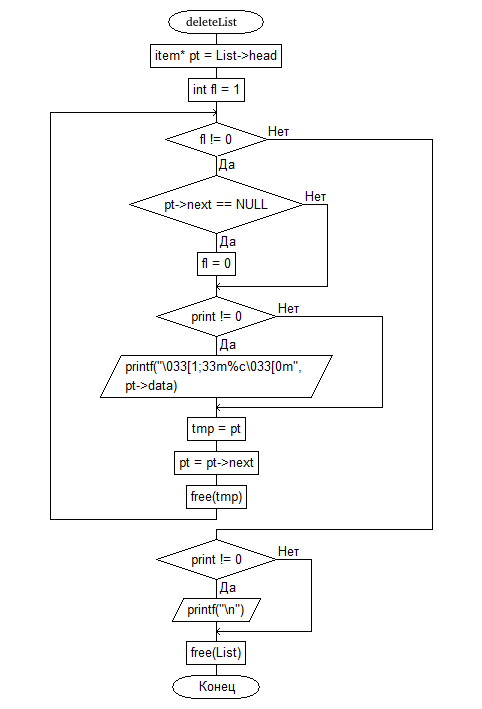 deleteList
item* pt = List->head
int fl = 1
fl != 0
Нет
Да
pt->next == NULL
Нет
Да
fl = 0
print != 0
Нет
Да
printf("\033[1;33m%c\033[0m",
pt->data)
tmp = pt
pt = pt->next
free(tmp)
print != 0
Нет
Да
printf("\n")
free(List)
Конец